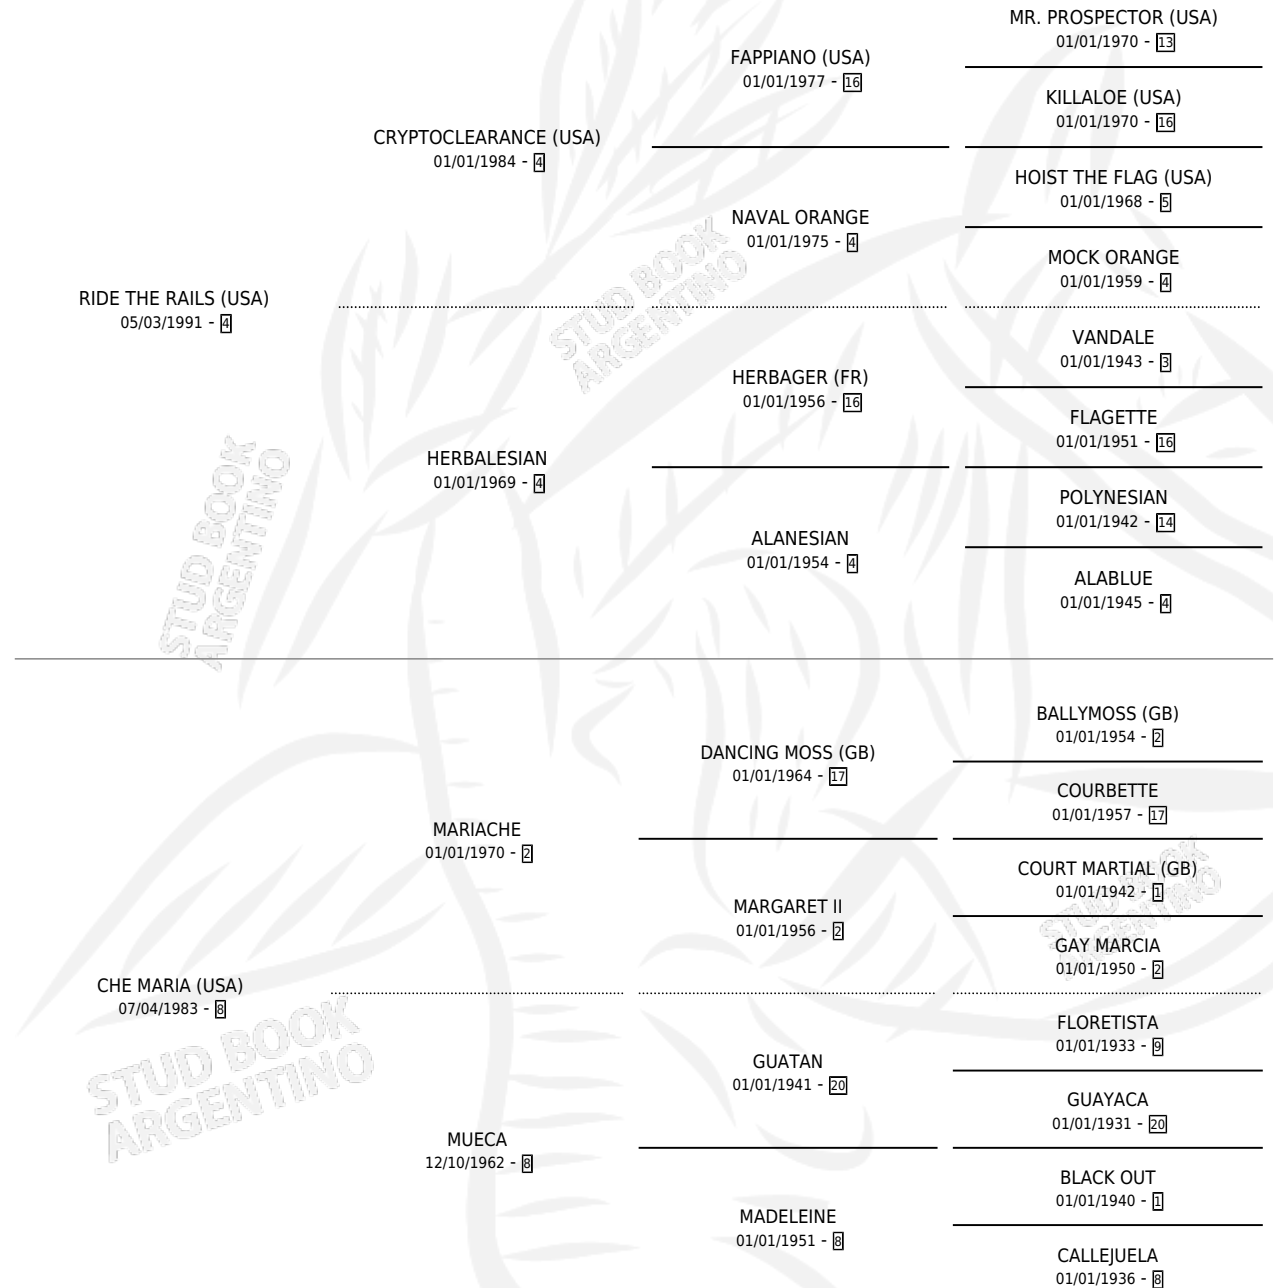 MR. PROSPECTOR (USA)
01/01/1970 - 13
FAPPIANO (USA)
01/01/1977 - 16
KILLALOE (USA)
01/01/1970 - 16
CRYPTOCLEARANCE (USA)
01/01/1984 - 4
HOIST THE FLAG (USA)
01/01/1968 - 5
NAVAL ORANGE
01/01/1975 - 4
MOCK ORANGE
01/01/1959 - 4
RIDE THE RAILS (USA)
05/03/1991 - 4
VANDALE
01/01/1943 - 3
HERBAGER (FR)
01/01/1956 - 16
FLAGETTE
01/01/1951 - 16
HERBALESIAN
01/01/1969 - 4
POLYNESIAN
01/01/1942 - 14
ALANESIAN
01/01/1954 - 4
ALABLUE
01/01/1945 - 4
BALLYMOSS (GB)
01/01/1954 - 2
DANCING MOSS (GB)
01/01/1964 - 17
COURBETTE
01/01/1957 - 17
MARIACHE
01/01/1970 - 2
COURT MARTIAL (GB)
01/01/1942 - 1
MARGARET II
01/01/1956 - 2
GAY MARCIA
01/01/1950 - 2
CHE MARIA (USA)
07/04/1983 - 8
FLORETISTA
01/01/1933 - 9
GUATAN
01/01/1941 - 20
GUAYACA
01/01/1931 - 20
MUECA
12/10/1962 - 8
BLACK OUT
01/01/1940 - 1
MADELEINE
01/01/1951 - 8
CALLEJUELA
01/01/1936 - 8
STUD BOOK
ARGENTINO
STUD BOOK
ARGENTINO
STUD BOOK
ARGENTINO
STUD BOOK
ARGENTINO